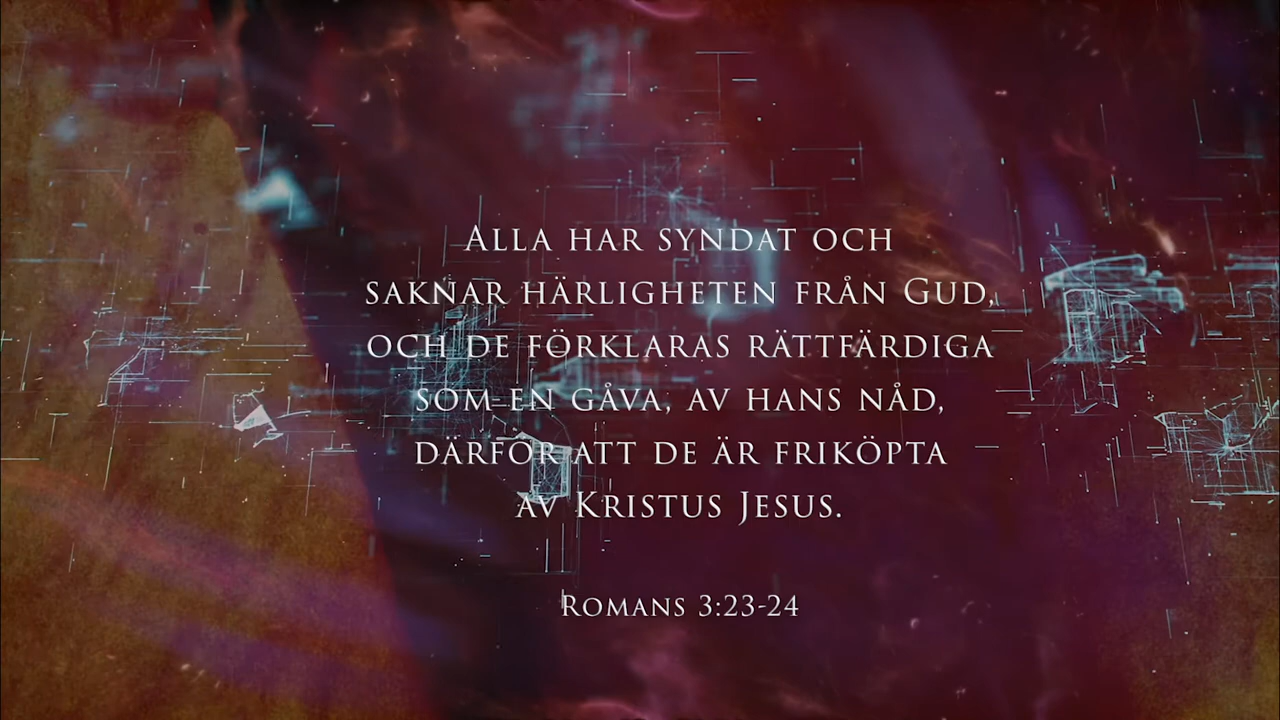 Alla har syndat och
saknar härligheten från Gud,
och de förklaras rättfärdiga
som en gåva, av hans nåd,
därför att de är friköpta
av Kristus Jesus.
Romans 3:23-24